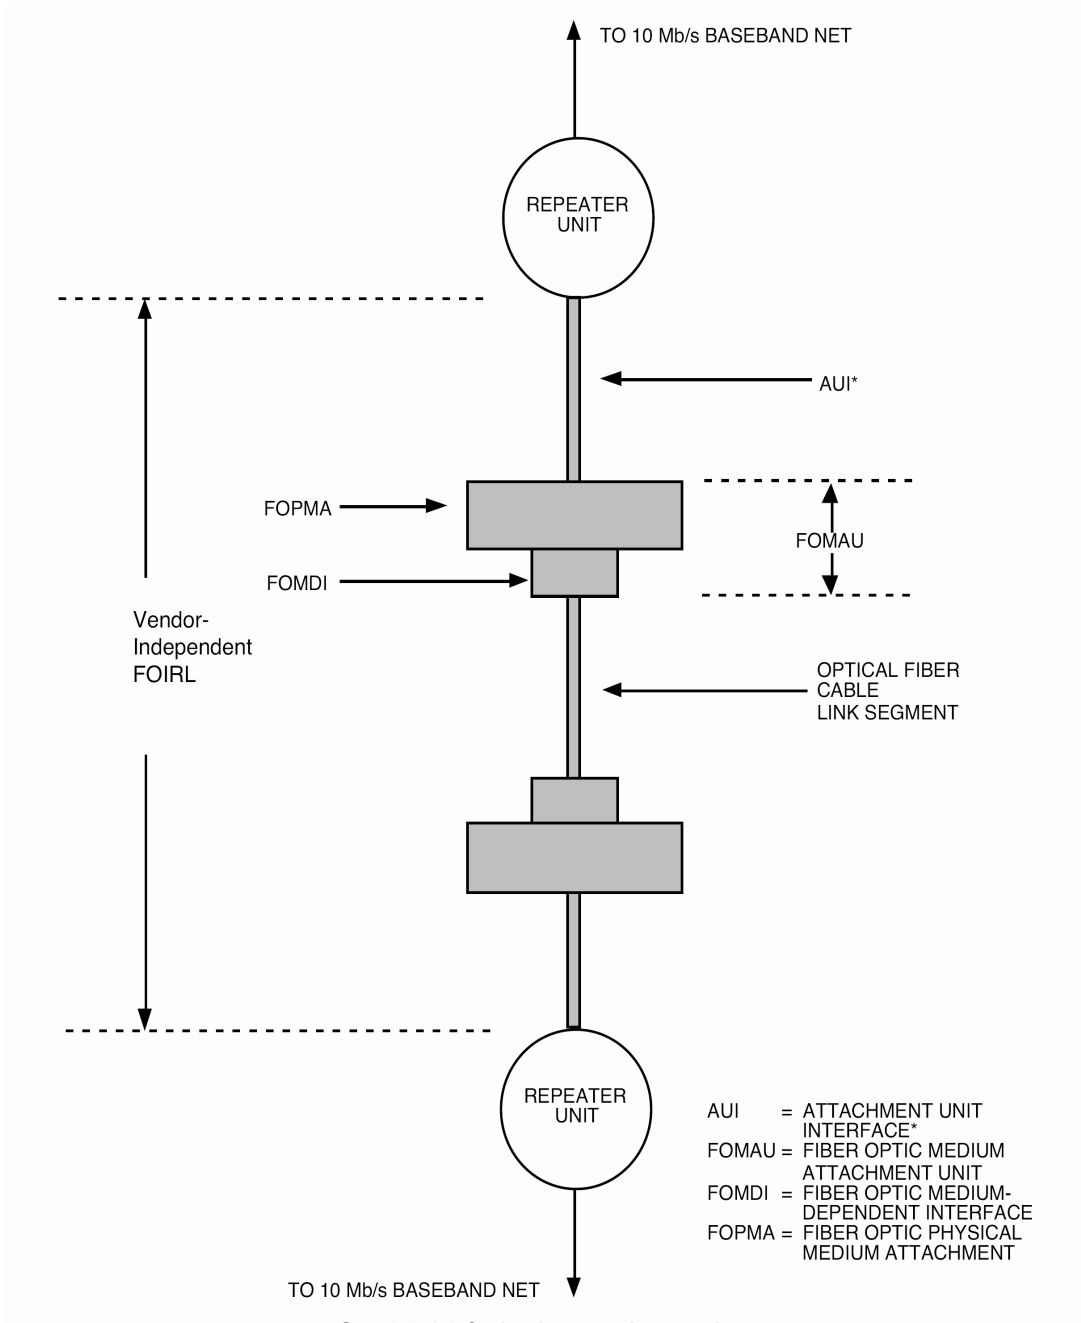 TO 10 Mb/s BASEBAND NET
REPEATER
UNIT
AUI*
FOPMA
FOMAU
FOMDI
Vendor-
Independent
FOIRL
OPTICAL FIBER
CABLE
LINK SEGMENT
REPEATER
UNIT
AUI = ATTACHMENT UNIT
INTERFACE*
FOMAU = FIBER OPTIC MEDIUM
ATTACHMENT UNIT
FOMDI = FIBER OPTIC MEDIUM-
DEPENDENT INTERFACE
FOPMA = FIBER OPTIC PHYSICAL
MEDIUM ATTACHMENT
TO 10 Mb/s BASEBAND NET